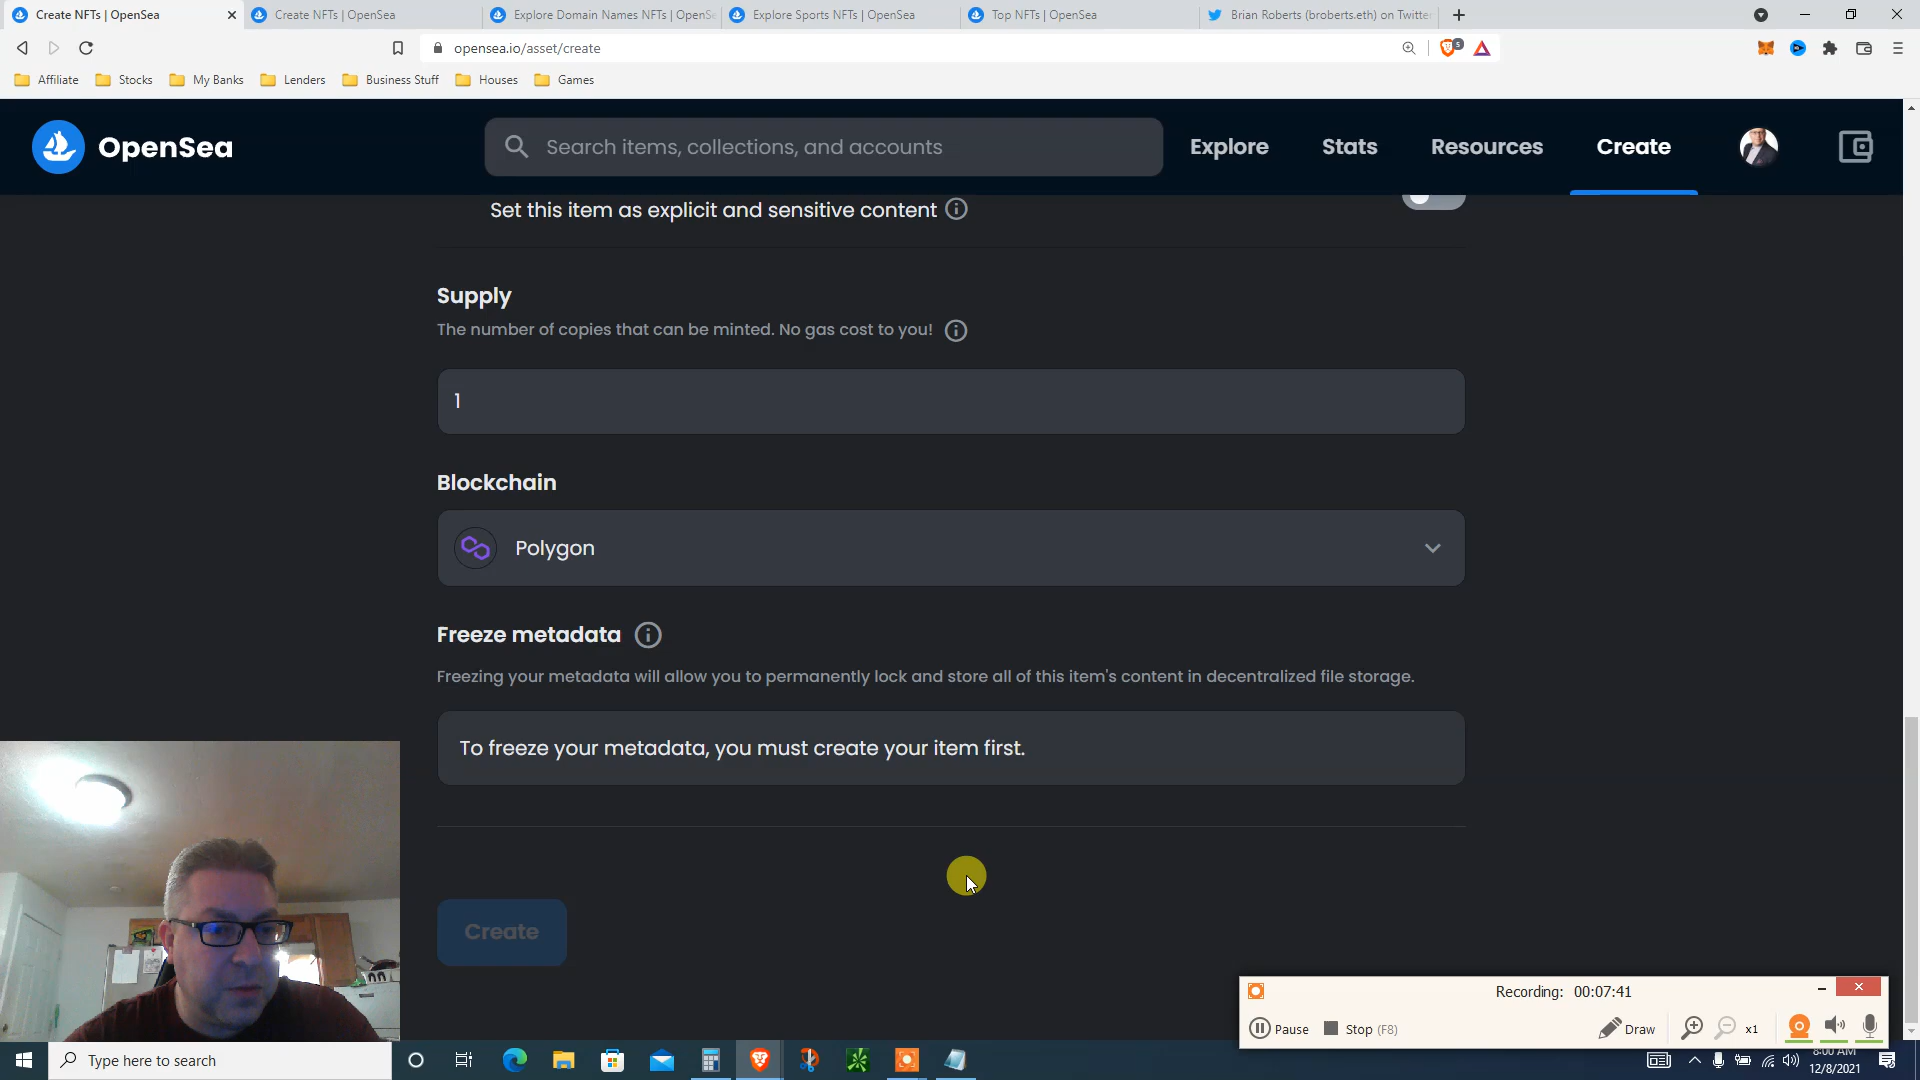 Create NFTs | OpenSea
Create NFTs | OpenSea
Explore Domain Names NFTs | OpenS
Explore Sports NFTs | OpenSea
Top NFTs | OpenSea
Brian Roberts (broberts.eth) on Twitte
opensea.io/asset/create
5
Affiliate
Stocks
My Banks
Lenders
Business Stuff
Houses
Games
OpenSea
Search items, collections, and accounts
Explore
Stats
Resources
Create
Set this item as explicit and sensitive content
Supply
The number of copies that can be minted. No gas cost to you!
1
Blockchain
Polygon
Freeze metadata
Freezing your metadata will allow you to permanently lock and store all of this item's content in decentralized file storage.
To freeze your metadata, you must create your item first.
Create
Recording: 00:07:41
Pause
Stop (F8)
Draw
x1
Type here to search
8:00 AM
12/8/2021